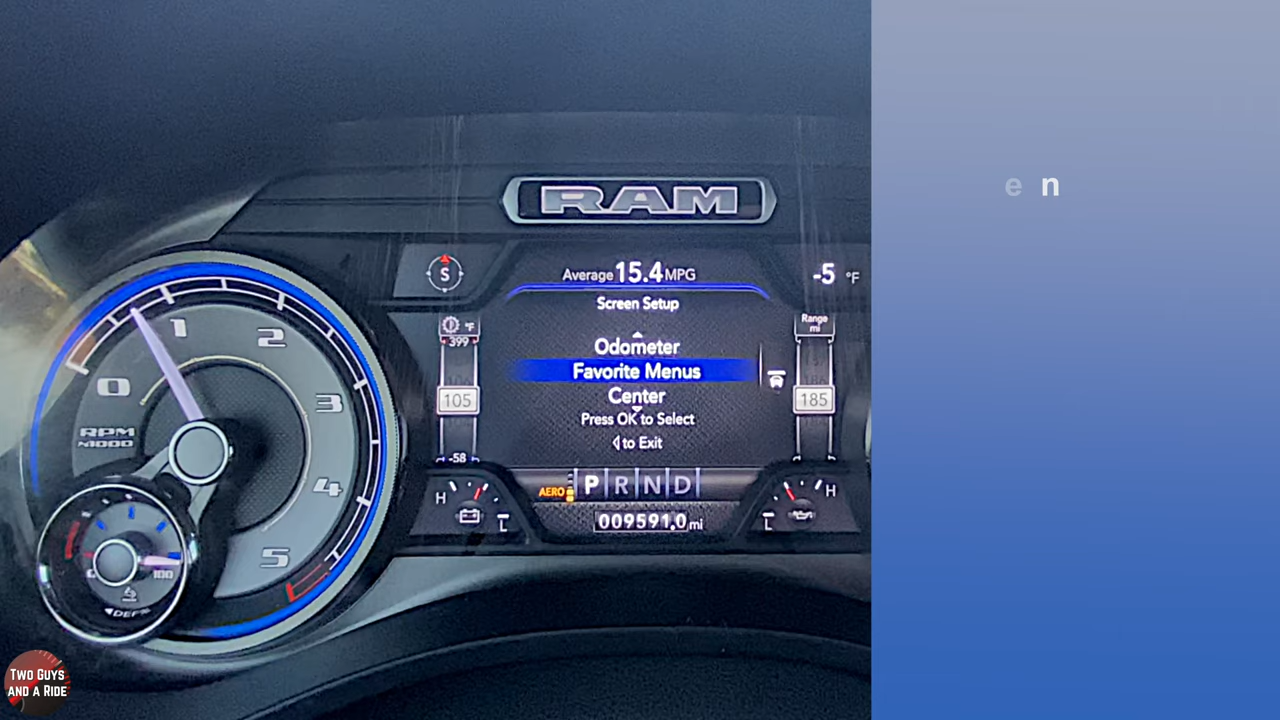 RAM
S
Average 15.4 MPG
-5 °F
Screen Setup
°F
399
Range
mi
Odometer
Favorite Menus
Center
105
185
Press OK to Select
to Exit
-58
0
1
2
3
4
5
RPM
x1000
AERO
P R N D
H
L
H
L
009591.0 mi
100
DEF%
e n
Two Guys
and a Ride